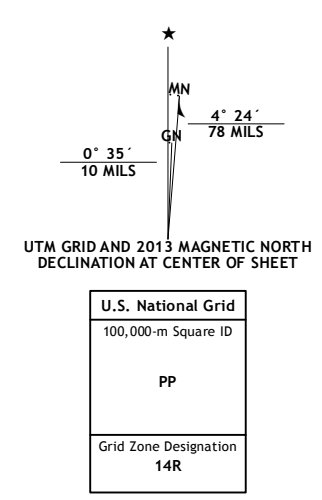 ★
MN
GN
4° 24´
78 MILS
0° 35´
10 MILS
UTM GRID AND 2013 MAGNETIC NORTH
DECLINATION AT CENTER OF SHEET
U.S. National Grid
100,000-m Square ID
PP
Grid Zone Designation
14R